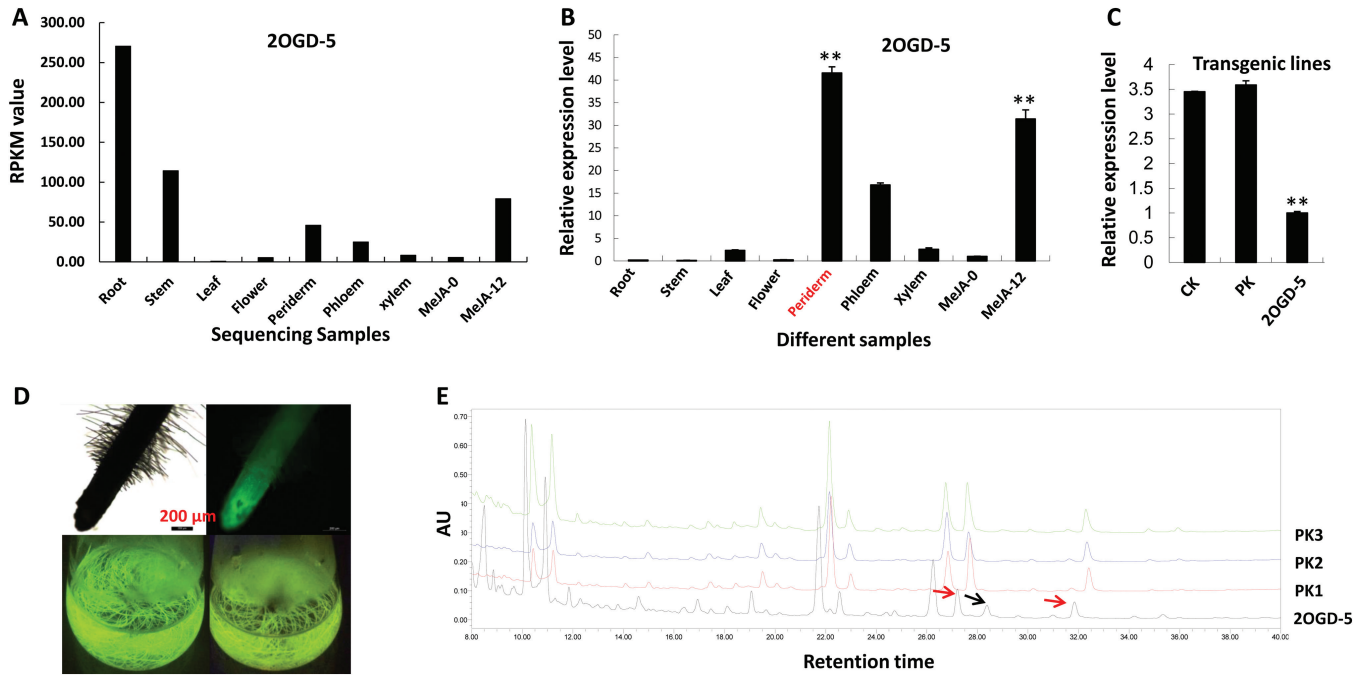 A
2OGD-5
RPKM value
300.00
250.00
200.00
150.00
100.00
50.00
0.00
Root
Stem
Leaf
Flower
Periderm
Phloem
xylem
MeJA-0
MeJA-12
Sequencing Samples
B
2OGD-5
Relative expression level
50
45
40
35
30
25
20
15
10
5
0
**
**
Root
Stem
Leaf
Flower
Periderm
Phloem
Xylem
MeJA-0
MeJA-12
Different samples
C
Transgenic lines
Relative expression level
4
3.5
3
2.5
2
1.5
1
0.5
0
**
CK
PK
2OGD-5
D
200 μm
E
AU
0.70
0.60
0.50
0.40
0.20
0.10
0.00
PK3
PK2
PK1
2OGD-5
8.00 10.00 12.00 14.00 16.00 18.00 20.00 22.00 24.00 26.00 28.00 30.00 32.00 34.00 36.00 38.00 40.00
Retention time